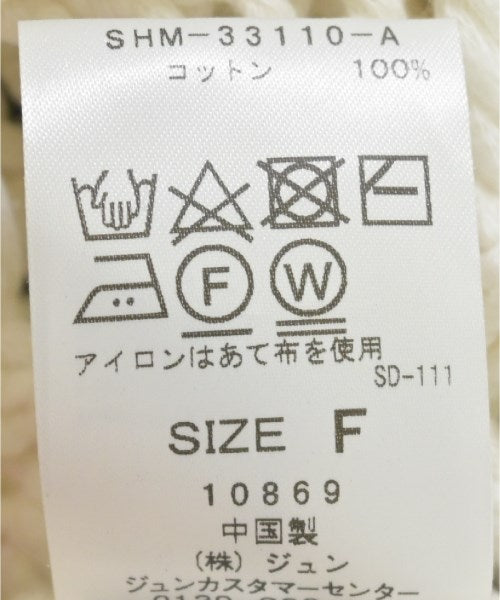 SHM-33110-A
コットン 100%
F W
アイロンはあて布を使用
SD-111
SIZE F
10869
中国製
(株) ジュン
ジュンカスタマーセンター